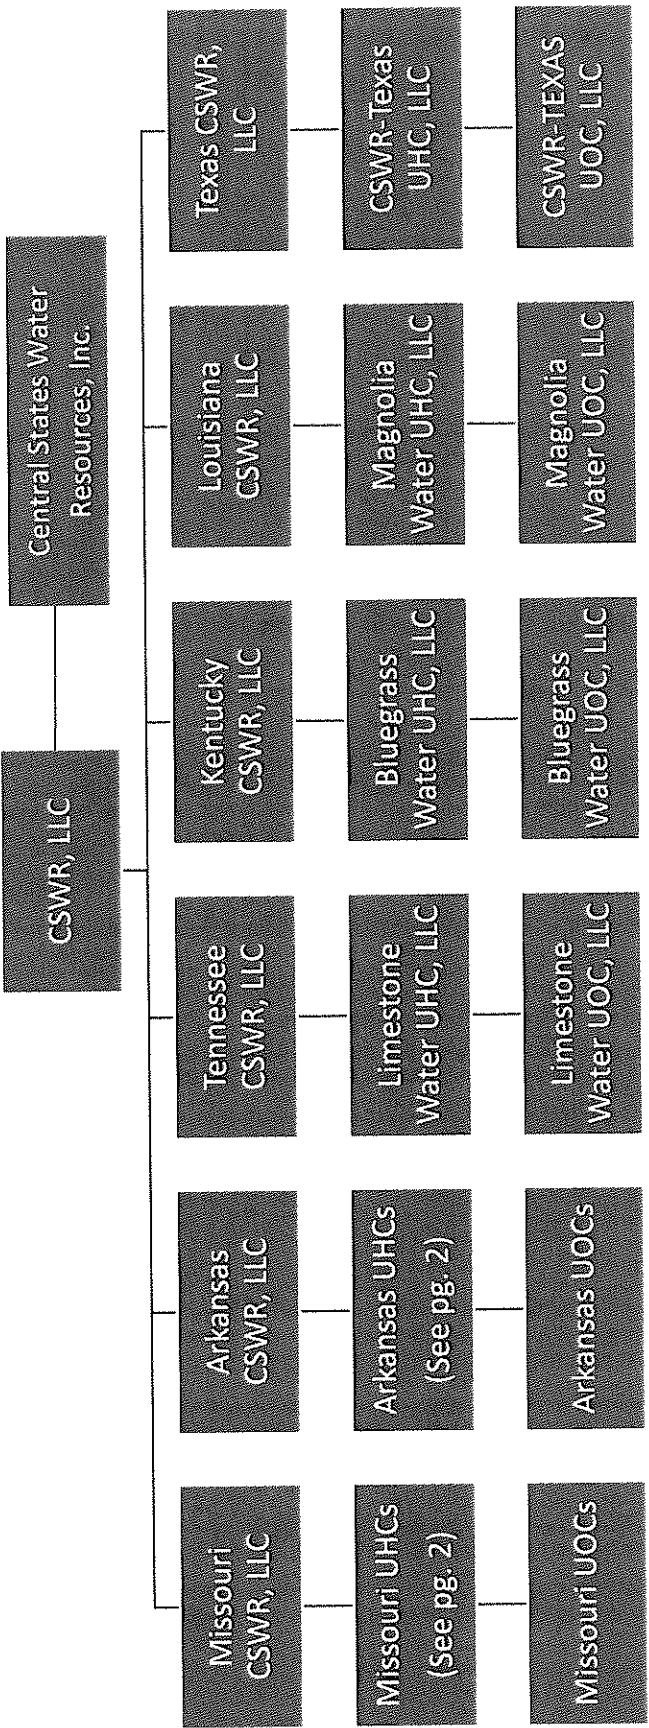 CSWR, LLC
Central States Water
Resources, Inc.
Missouri
CSWR, LLC
Arkansas
CSWR, LLC
Tennessee
CSWR, LLC
Kentucky
CSWR, LLC
Louisiana
CSWR, LLC
Texas CSWR,
LLC
Missouri UHCs
(See pg. 2)
Arkansas UHCs
(See pg. 2)
Limestone
Water UHC, LLC
Bluegrass
Water UHC, LLC
Magnolia
Water UHC, LLC
CSWR-Texas
UHC, LLC
Missouri UOCs
Arkansas UOCs
Limestone
Water UOC, LLC
Bluegrass
Water UOC, LLC
Magnolia
Water UOC, LLC
CSWR-TEXAS
UOC, LLC